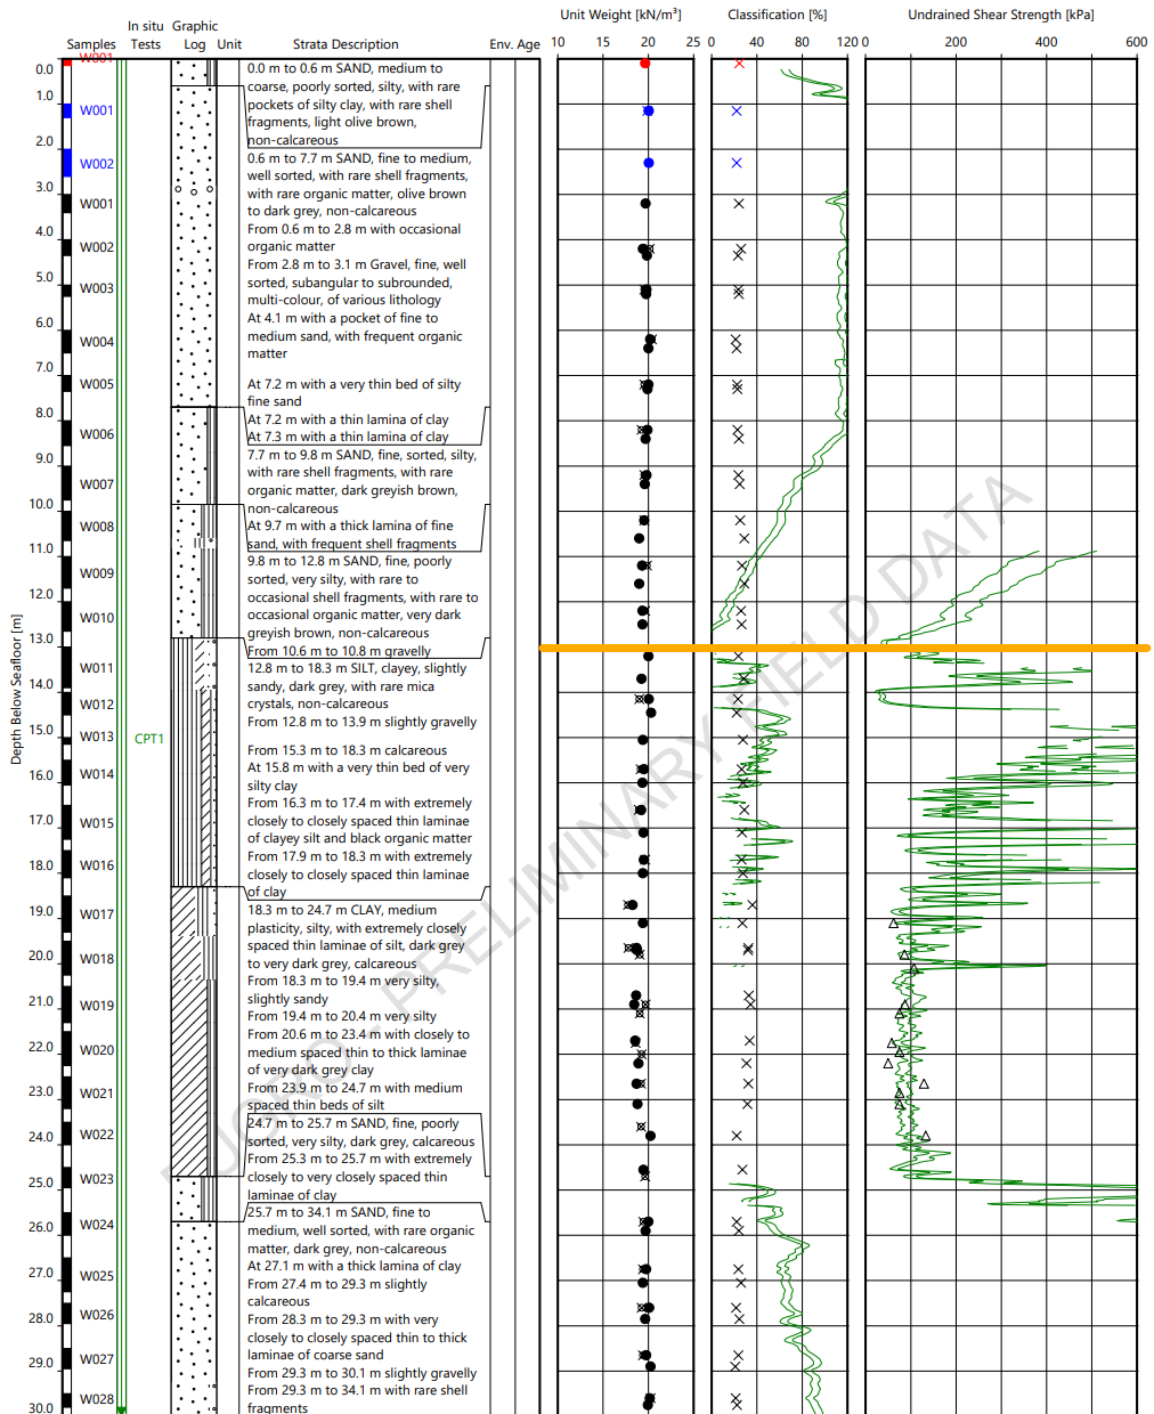 Unit Weight [kN/m³] Classification [%] Undrained Shear Strength [kPa]
In situ Graphic
Samples Tests Log Unit Strata Description Env. Age
10 15 20 25 0 40 80 120 0 200 400 600
W001
0.0
1.0
2.0
3.0
4.0
5.0
6.0
7.0
8.0
9.0
10.0
11.0
12.0
13.0
14.0
15.0
16.0
17.0
18.0
19.0
20.0
21.0
22.0
23.0
24.0
25.0
26.0
27.0
28.0
29.0
30.0
Depth Below Seafloor [m]
W001
W002
W001
W002
W003
W004
W005
W006
W007
W008
W009
W010
W011
W012
W013
W014
W015
W016
W017
W018
W019
W020
W021
W022
W023
W024
W025
W026
W027
W028
CPT1
0.0 m to 0.6 m SAND, medium to
coarse, poorly sorted, silty, with rare
pockets of silty clay, with rare shell
fragments, light olive brown,
non-calcareous
0.6 m to 7.7 m SAND, fine to medium,
well sorted, with rare shell fragments,
with rare organic matter, olive brown
to dark grey, non-calcareous
From 0.6 m to 2.8 m with occasional
organic matter
From 2.8 m to 3.1 m Gravel, fine, well
sorted, subangular to subrounded,
multi-colour, of various lithology
At 4.1 m with a pocket of fine to
medium sand, with frequent organic
matter
At 7.2 m with a very thin bed of silty
fine sand
At 7.2 m with a thin lamina of clay
At 7.3 m with a thin lamina of clay
7.7 m to 9.8 m SAND, fine, sorted, silty,
with rare shell fragments, with rare
organic matter, dark greyish brown,
non-calcareous
At 9.7 m with a thick lamina of fine
sand, with frequent shell fragments
9.8 m to 12.8 m SAND, fine, poorly
sorted, very silty, with rare to
occasional shell fragments, with rare to
occasional organic matter, very dark
greyish brown, non-calcareous
From 10.6 m to 10.8 m gravelly
12.8 m to 18.3 m SILT, clayey, slightly
sandy, dark grey, with rare mica
crystals, non-calcareous
From 12.8 m to 13.9 m slightly gravelly
From 15.3 m to 18.3 m calcareous
At 15.8 m with a very thin bed of very
silty clay
From 16.3 m to 17.4 m with extremely
closely to closely spaced thin laminae
of clayey silt and black organic matter
From 17.9 m to 18.3 m with extremely
closely to closely spaced thin laminae
of clay
18.3 m to 24.7 m CLAY, medium
plasticity, silty, with extremely closely
spaced thin laminae of silt, dark grey
to very dark grey, calcareous
From 18.3 m to 19.4 m very silty,
slightly sandy
From 19.4 m to 20.4 m very silty
From 20.6 m to 23.4 m with closely to
medium spaced thin to thick laminae
of very dark grey clay
From 23.9 m to 24.7 m with medium
spaced thin beds of silt
24.7 m to 25.7 m SAND, fine, poorly
sorted, very silty, dark grey, calcareous
From 25.3 m to 25.7 m with extremely
closely to very closely spaced thin
laminae of clay
25.7 m to 34.1 m SAND, fine to
medium, well sorted, with rare organic
matter, dark grey, non-calcareous
At 27.1 m with a thick lamina of clay
From 27.4 m to 29.3 m slightly
calcareous
From 28.3 m to 29.3 m with very
closely to closely spaced thin to thick
laminae of coarse sand
From 29.3 m to 30.1 m slightly gravelly
From 29.3 m to 34.1 m with rare shell
fragments
FUGRO - PRELIMINARY FIELD DATA